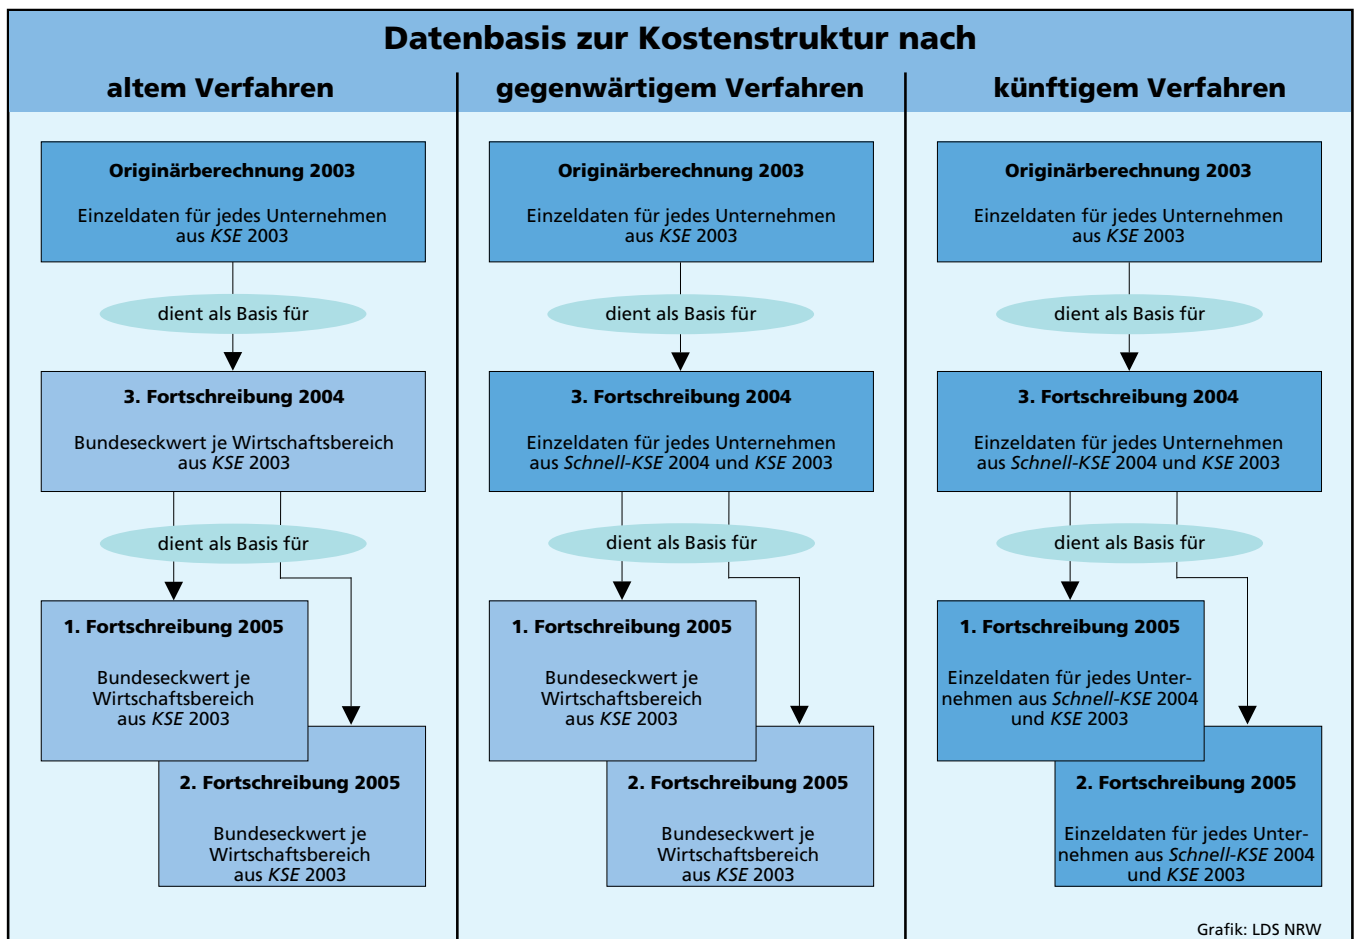 Datenbasis zur Kostenstruktur nach
altem Verfahren
Originärberechnung 2003
Einzeldaten für jedes Unternehmen
aus KSE 2003
dient als Basis für
3. Fortschreibung 2004
Bundeseckwert je Wirtschaftsbereich
aus KSE 2003
dient als Basis für
1. Fortschreibung 2005
Bundeseckwert je
Wirtschaftsbereich
aus KSE 2003
2. Fortschreibung 2005
Bundeseckwert je
Wirtschaftsbereich
aus KSE 2003
gegenwärtigem Verfahren
Originärberechnung 2003
Einzeldaten für jedes Unternehmen
aus KSE 2003
dient als Basis für
3. Fortschreibung 2004
Einzeldaten für jedes Unternehmen
aus Schnell-KSE 2004 und KSE 2003
dient als Basis für
1. Fortschreibung 2005
Bundeseckwert je
Wirtschaftsbereich
aus KSE 2003
2. Fortschreibung 2005
Bundeseckwert je
Wirtschaftsbereich
aus KSE 2003
künftigem Verfahren
Originärberechnung 2003
Einzeldaten für jedes Unternehmen
aus KSE 2003
dient als Basis für
3. Fortschreibung 2004
Einzeldaten für jedes Unternehmen
aus Schnell-KSE 2004 und KSE 2003
dient als Basis für
1. Fortschreibung 2005
Einzeldaten für jedes Unter-
nehmen aus Schnell-KSE 2004
und KSE 2003
2. Fortschreibung 2005
Einzeldaten für jedes Unter-
nehmen aus Schnell-KSE 2004
und KSE 2003
Grafik: LDS NRW